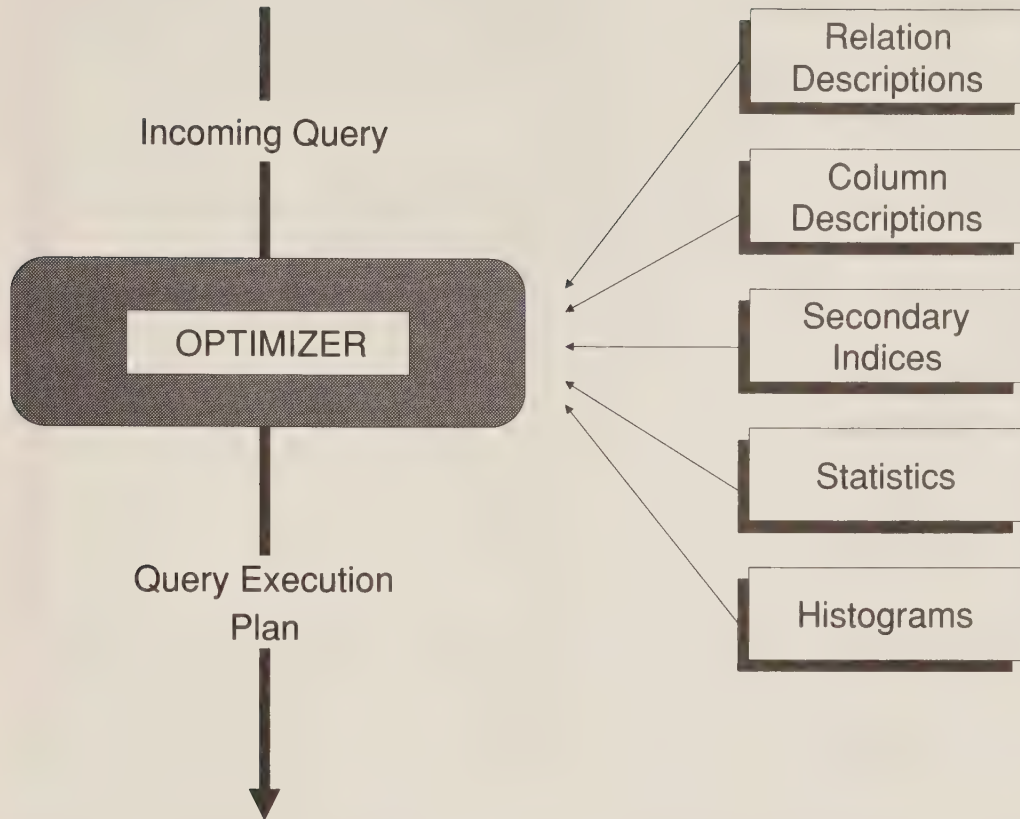 Incoming Query
OPTIMIZER
Query Execution
Plan
Relation
Descriptions
Column
Descriptions
Secondary
Indices
Statistics
Histograms